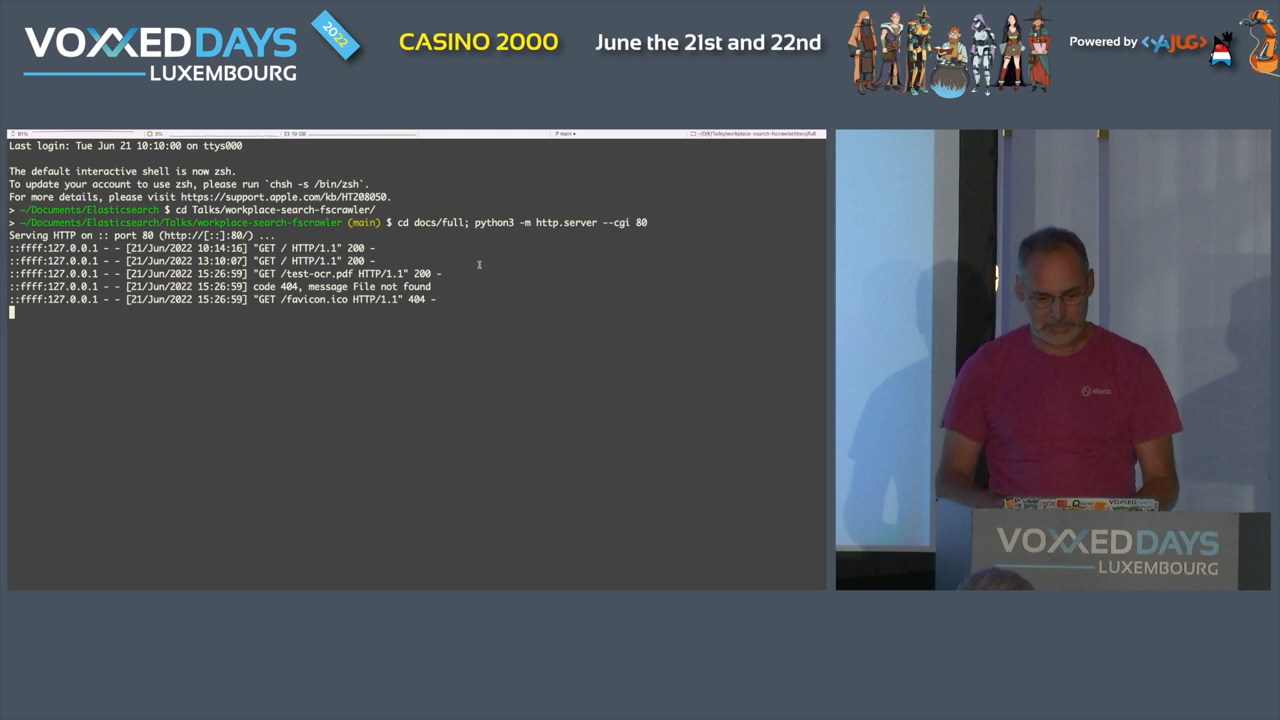 VOXXEDDAYS
LUXEMBOURG
2022
CASINO 2000
June the 21st and 22nd
Powered by <YAJUG>
Last login: Tue Jun 21 10:10:00 on ttys000
The default interactive shell is now zsh.
To update your account to use zsh, please run `chsh -s /bin/zsh`.
For more details, please visit https://support.apple.com/kb/HT208050.
> ~/Documents/Elasticsearch $ cd Talks/workplace-search-fscrawler/
> ~/Documents/Elasticsearch/Talks/workplace-search-fscrawler (main) $ cd docs/full; python3 -m http.server --cgi 80
Serving HTTP on :: port 80 (http://[::]:80/) ...
::ffff:127.0.0.1 - - [21/Jun/2022 10:14:16] "GET / HTTP/1.1" 200 -
::ffff:127.0.0.1 - - [21/Jun/2022 13:10:07] "GET / HTTP/1.1" 200 -
::ffff:127.0.0.1 - - [21/Jun/2022 15:26:59] "GET /test-ocr.pdf HTTP/1.1" 200 -
::ffff:127.0.0.1 - - [21/Jun/2022 15:26:59] code 404, message File not found
::ffff:127.0.0.1 - - [21/Jun/2022 15:26:59] "GET /favicon.ico HTTP/1.1" 404 -
elastic
VOXXEDDAYS
VOXXEDDAYS
LUXEMBOURG